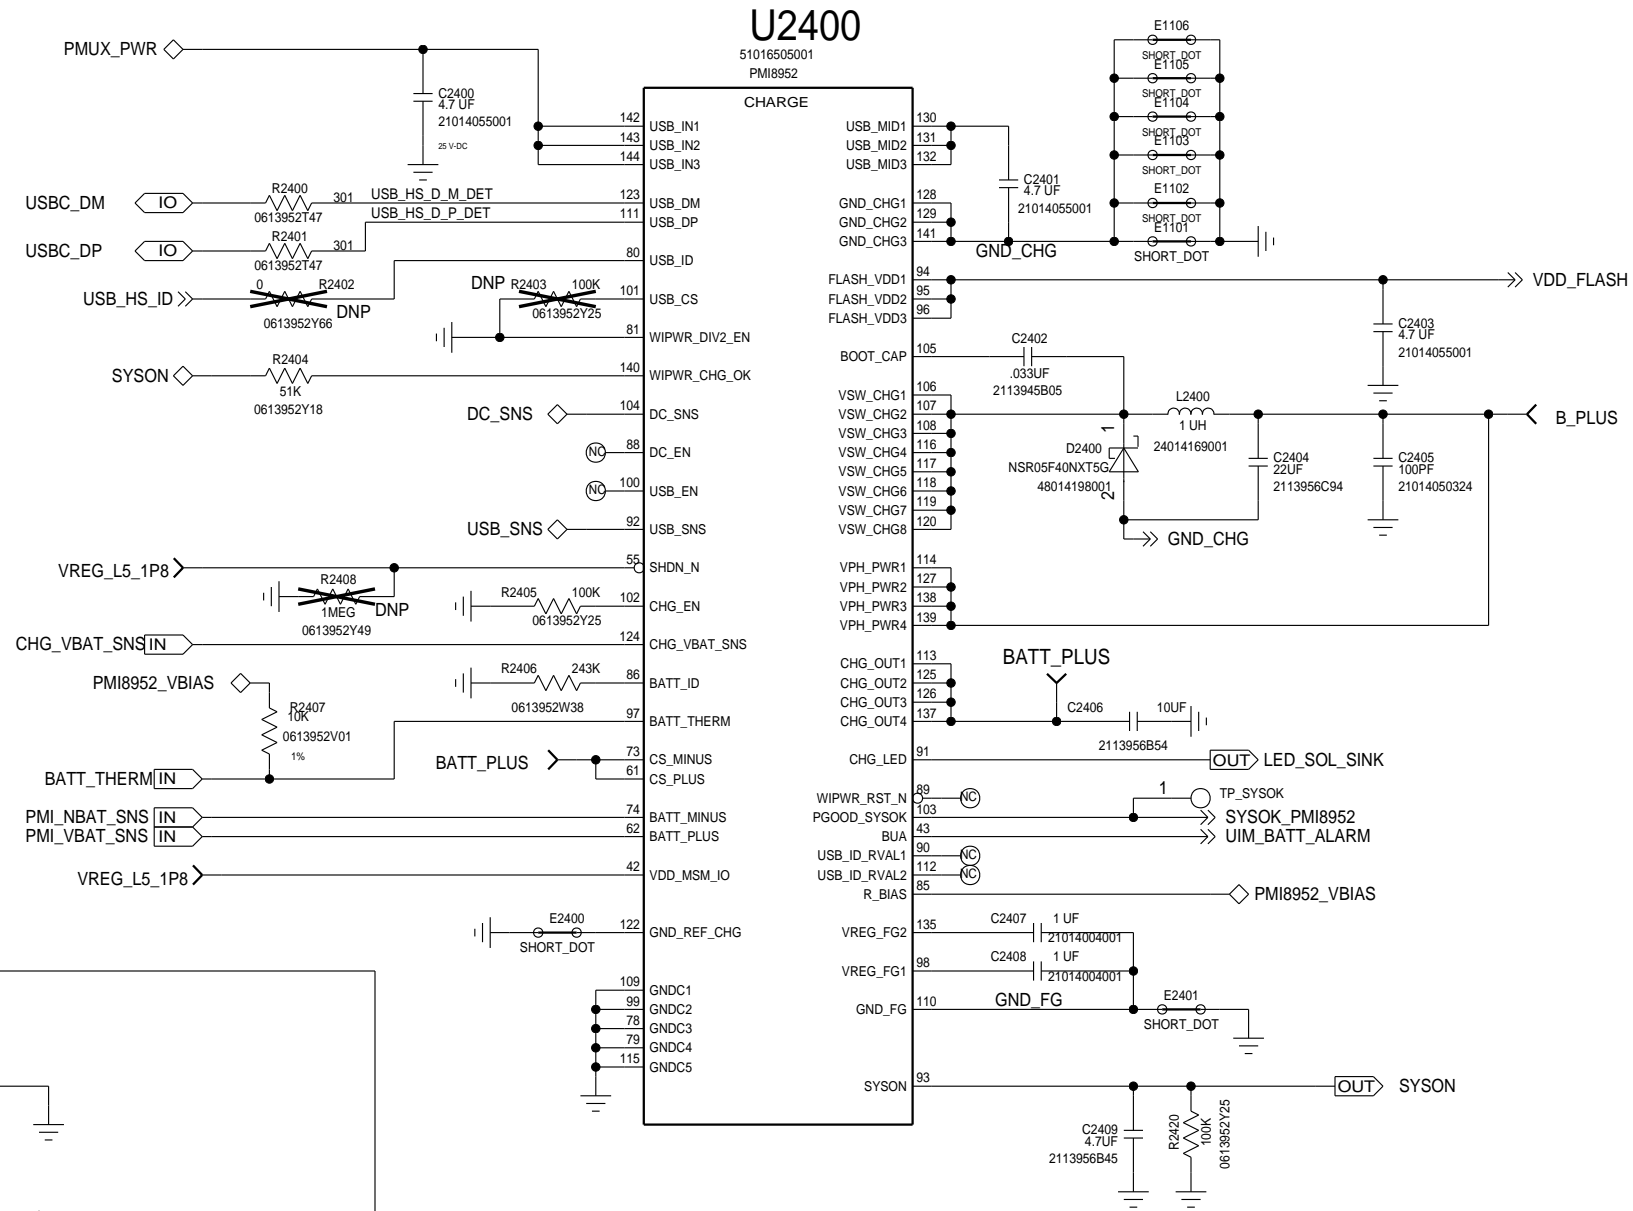 U2400
51016505001
PMI8952
CHARGE
PMUX_PWR
C2400
4.7 UF
21014055001
25 V-DC
142 USB_IN1
143 USB_IN2
144 USB_IN3
USBC_DM IO
R2400
301
0613952T47
USB_HS_D_M_DET
123 USB_DM
USB_HS_D_P_DET
111 USB_DP
USBC_DP IO
R2401
301
0613952T47
80 USB_ID
USB_HS_ID
0 R2402
DNP
0613952Y66
DNP R2403 100K
0613952Y25
101 USB_CS
81 WIPWR_DIV2_EN
SYSON
R2404
51K
0613952Y18
140 WIPWR_CHG_OK
DC_SNS
104 DC_SNS
NC 88 DC_EN
NC 100 USB_EN
USB_SNS
92 USB_SNS
VREG_L5_1P8
55 SHDN_N
R2408
1MEG DNP
0613952Y49
R2405 100K
0613952Y25
102 CHG_EN
CHG_VBAT_SNS IN
124 CHG_VBAT_SNS
R2406 243K
0613952W38
86 BATT_ID
PMI8952_VBIAS
R2407
10K
0613952V01
1%
97 BATT_THERM
BATT_THERM IN
BATT_PLUS
73 CS_MINUS
61 CS_PLUS
PMI_NBAT_SNS IN
74 BATT_MINUS
PMI_VBAT_SNS IN
62 BATT_PLUS
VREG_L5_1P8
42 VDD_MSM_IO
E2400
SHORT_DOT
122 GND_REF_CHG
109 GNDC1
99 GNDC2
78 GNDC3
79 GNDC4
115 GNDC5
USB_MID1 130
USB_MID2 131
USB_MID3 132
C2401
4.7 UF
21014055001
GND_CHG1 128
GND_CHG2 129
GND_CHG3 141
GND_CHG
E1106
SHORT_DOT
E1105
SHORT_DOT
E1104
SHORT_DOT
E1103
SHORT_DOT
E1102
SHORT_DOT
E1101
SHORT_DOT
FLASH_VDD1 94
FLASH_VDD2 95
FLASH_VDD3 96
VDD_FLASH
C2403
4.7 UF
21014055001
BOOT_CAP 105
C2402
.033UF
2113945B05
VSW_CHG1 106
VSW_CHG2 107
VSW_CHG3 108
VSW_CHG4 116
VSW_CHG5 117
VSW_CHG6 118
VSW_CHG7 119
VSW_CHG8 120
L2400
1 UH
24014169001
B_PLUS
1
D2400
NSR05F40NXT5G
48014198001
2
C2404
22UF
2113956C94
C2405
100PF
21014050324
GND_CHG
VPH_PWR1 114
VPH_PWR2 127
VPH_PWR3 138
VPH_PWR4 139
BATT_PLUS
CHG_OUT1 113
CHG_OUT2 125
CHG_OUT3 126
CHG_OUT4 137
C2406 10UF
2113956B54
CHG_LED 91
OUT LED_SOL_SINK
WIPWR_RST_N 89 NC
1 TP_SYSOK
PGOOD_SYSOK 103
SYSOK_PMI8952
BUA 43
UIM_BATT_ALARM
USB_ID_RVAL1 90 NC
USB_ID_RVAL2 112 NC
R_BIAS 85
PMI8952_VBIAS
VREG_FG2 135
C2407 1 UF
21014004001
VREG_FG1 98
C2408 1 UF
21014004001
GND_FG 110
GND_FG
E2401
SHORT_DOT
SYSON 93
OUT SYSON
C2409
4.7UF
2113956B45
R2420
100K
0613952Y25